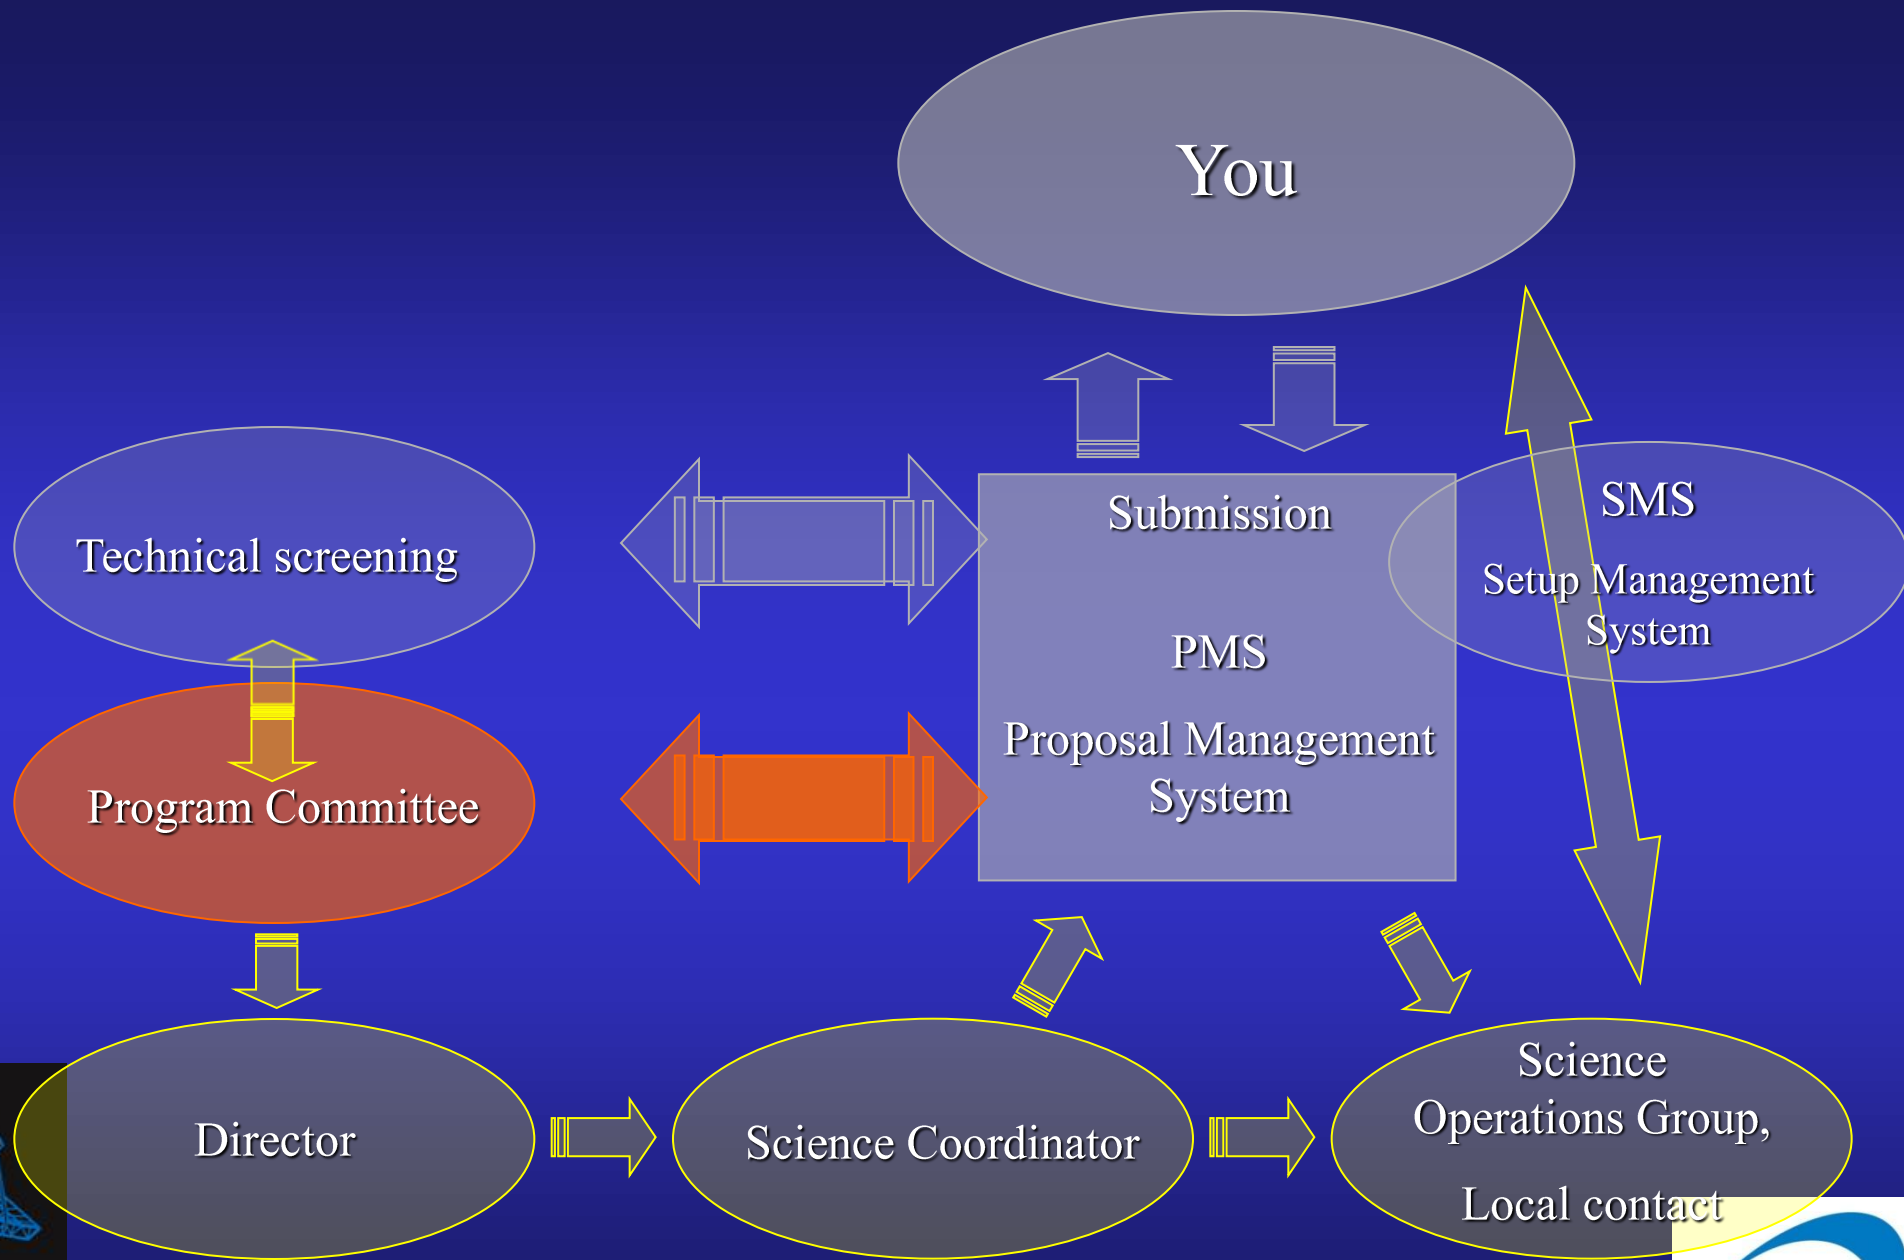 You
Submission
PMS
Proposal Management
System
SMS
Setup Management
System
Technical screening
Program Committee
Director
Science Coordinator
Science
Operations Group,
Local contact